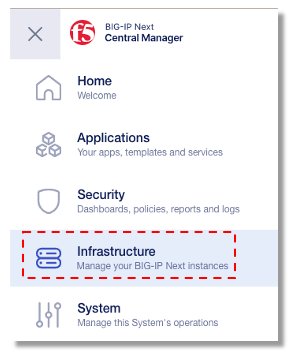 f5
BIG-IP Next
Central Manager
Home
Welcome
Applications
Your apps, templates and services
Security
Dashboards, policies, reports and logs
Infrastructure
Manage your BIG-IP Next instances
System
Manage this System's operations